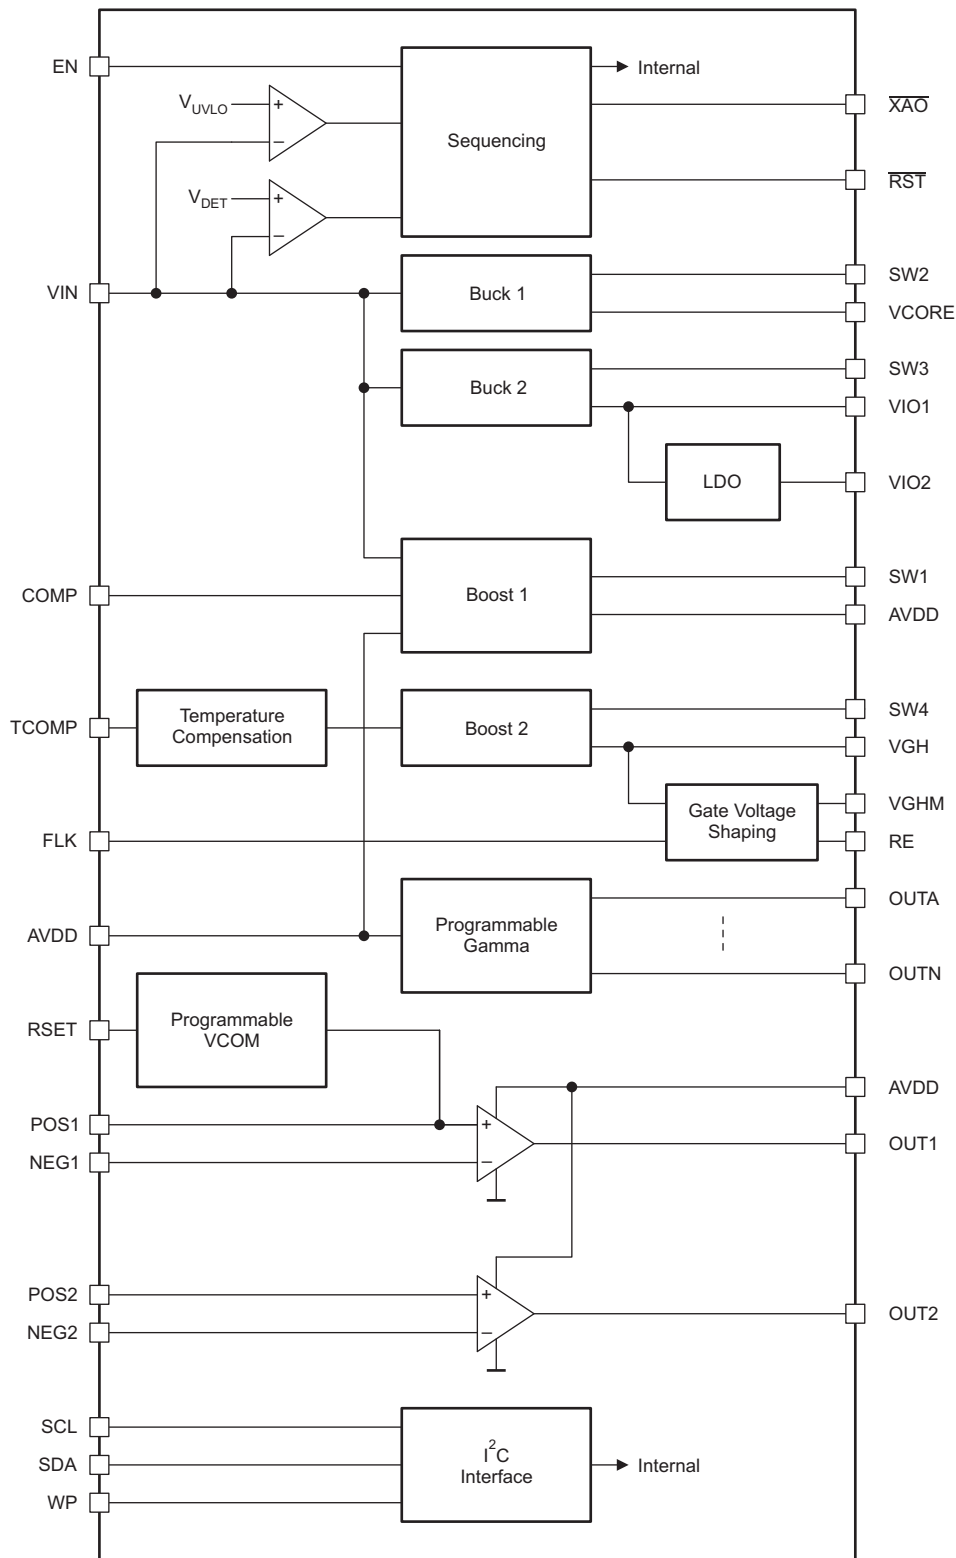 EN
Internal
V_UVLO
+
−
Sequencing
XAO
V_DET
+
−
RST
VIN
Buck 1
SW2
VCORE
Buck 2
SW3
VIO1
LDO
VIO2
COMP
Boost 1
SW1
AVDD
TCOMP
Temperature
Compensation
Boost 2
SW4
VGH
Gate Voltage
Shaping
VGHM
FLK
RE
AVDD
Programmable
Gamma
OUTA
OUTN
RSET
Programmable
VCOM
AVDD
POS1
+
OUT1
NEG1
−
POS2
+
OUT2
NEG2
−
SCL
SDA
WP
I²C
Interface
Internal